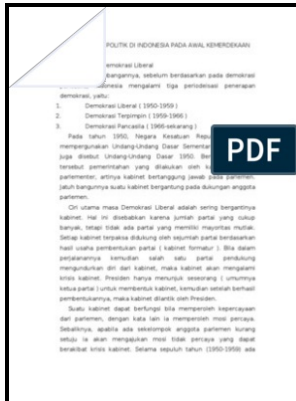 POLITIK DI INDONESIA PADA AWAL KEMERDEKAAN
emokrasi Liberal
bangannya, sebelum berdasarkan pada demokrasi
Indonesia mengalami tiga periodeisasi penerapan
demokrasi, yaitu:
1. Demokrasi Liberal ( 1950-1959 )
2. Demokrasi Terpimpin ( 1959-1966 )
3. Demokrasi Pancasila ( 1966-sekarang )
Pada tahun 1950, Negara Kesatuan Repu
mempergunakan Undang-Undang Dasar Sementar
juga disebut Undang-Undang Dasar 1950. Ber
PDF
tersebut pemerintahan yang dilakukan oleh k
parlementer, artinya kabinet bertanggung jawab pada parlemen.
Jatuh bangunnya suatu kabinet bergantung pada dukungan anggota
parlemen.
Ciri utama masa Demokrasi Liberal adalah sering bergantinya
kabinet. Hal ini disebabkan karena jumlah partai yang cukup
banyak, tetapi tidak ada partai yang memiliki mayoritas mutlak.
Setiap kabinet terpaksa didukung oleh sejumlah partai berdasarkan
hasil usaha pembentukan partai ( kabinet formatur ). Bila dalam
perjalanannya kemudian salah satu partai pendukung
mengundurkan diri dari kabinet, maka kabinet akan mengalami
krisis kabinet. Presiden hanya menunjuk seseorang ( umumnya
ketua partai ) untuk membentuk kabinet, kemudian setelah berhasil
pembentukannya, maka kabinet dilantik oleh Presiden.
Suatu kabinet dapat berfungsi bila memperoleh kepercayaan
dari parlemen, dengan kata lain ia memperoleh mosi percaya.
Sebaliknya, apabila ada sekelompok anggota parlemen kurang
setuju ia akan mengajukan mosi tidak percaya yang dapat
berakibat krisis kabinet. Selama sepuluh tahun (1950-1959) ada